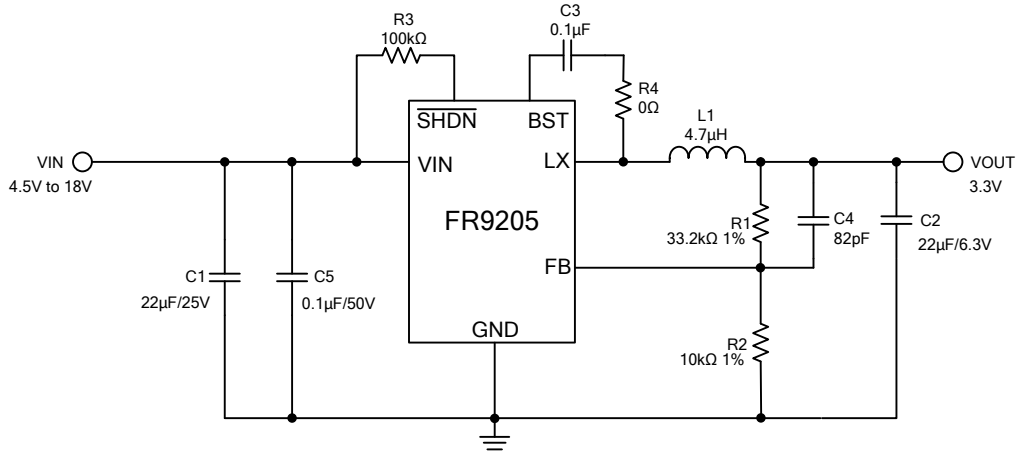 R3
100kΩ
C3
0.1µF
R4
0Ω
SHDN
BST
L1
4.7µH
VIN
4.5V to 18V
VIN
LX
VOUT
3.3V
FR9205
R1
33.2kΩ 1%
C4
82pF
C2
22µF/6.3V
FB
C1
22µF/25V
C5
0.1µF/50V
GND
R2
10kΩ 1%